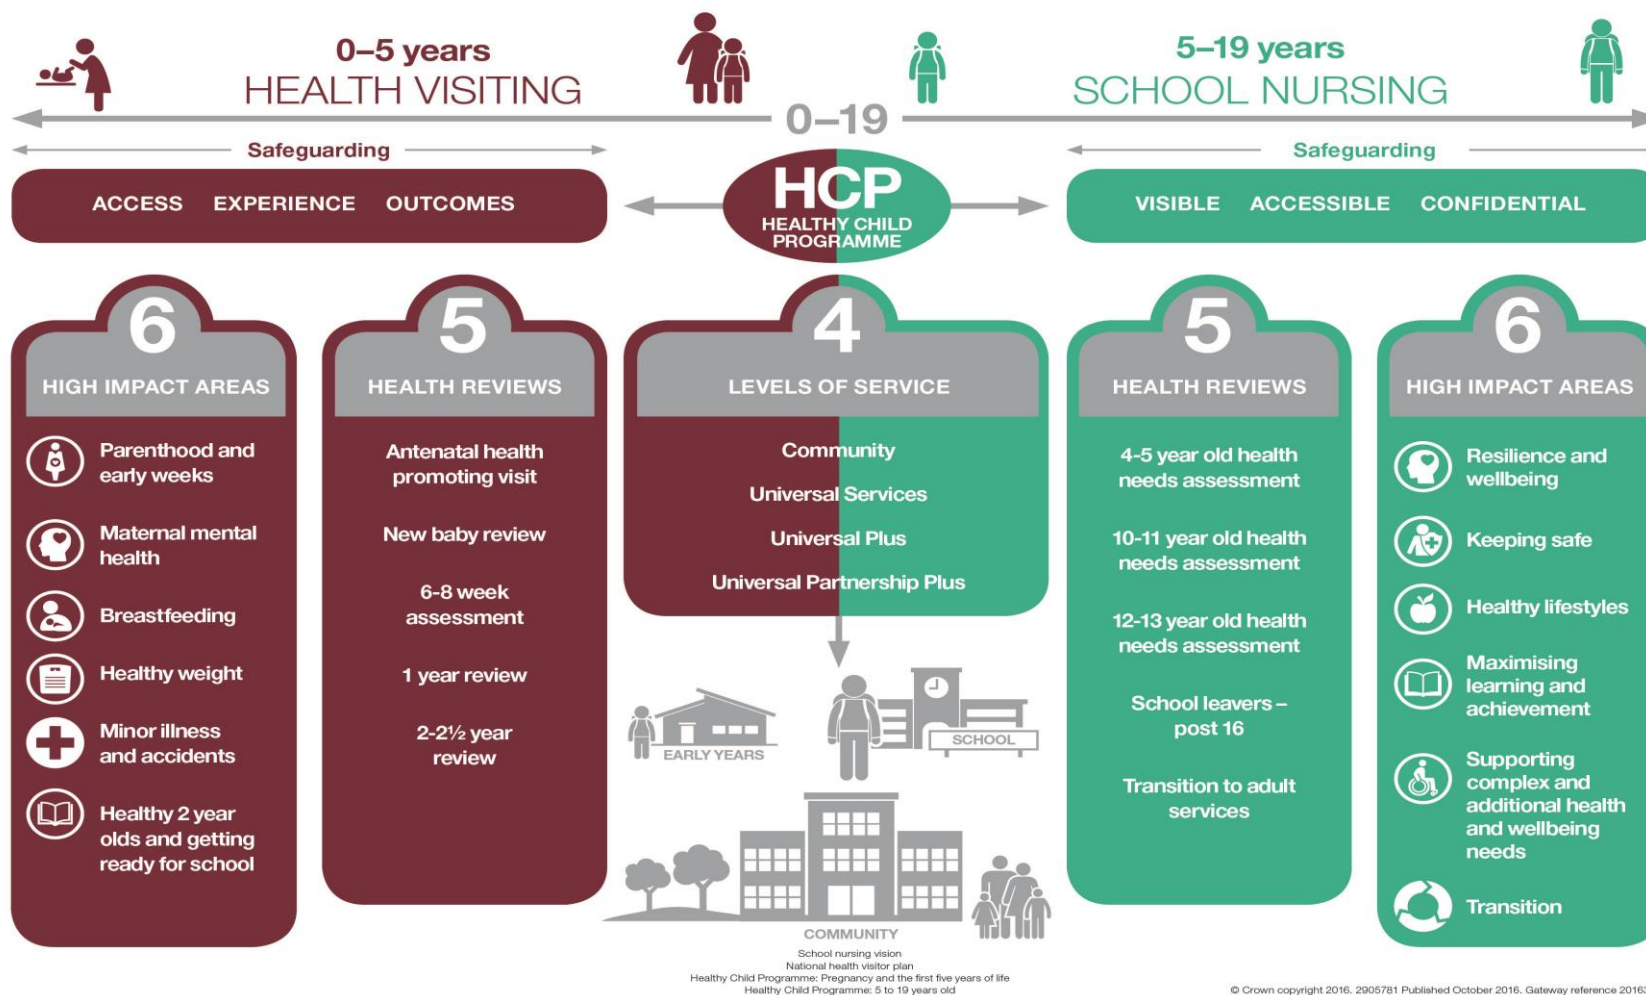 0–5 years
HEALTH VISITING
5–19 years
SCHOOL NURSING
0–19
Safeguarding
Safeguarding
ACCESS EXPERIENCE OUTCOMES
HCP
HEALTHY CHILD
PROGRAMME
VISIBLE ACCESSIBLE CONFIDENTIAL
6
HIGH IMPACT AREAS
Parenthood and
early weeks
Maternal mental
health
Breastfeeding
Healthy weight
Minor illness
and accidents
Healthy 2 year
olds and getting
ready for school
5
HEALTH REVIEWS
Antenatal health
promoting visit
New baby review
6-8 week
assessment
1 year review
2-2½ year
review
4
LEVELS OF SERVICE
Community
Universal Services
Universal Plus
Universal Partnership Plus
EARLY YEARS
SCHOOL
COMMUNITY
School nursing vision
National health visitor plan
Healthy Child Programme: Pregnancy and the first five years of life
Healthy Child Programme: 5 to 19 years old
5
HEALTH REVIEWS
4-5 year old health
needs assessment
10-11 year old health
needs assessment
12-13 year old health
needs assessment
School leavers –
post 16
Transition to adult
services
6
HIGH IMPACT AREAS
Resilience and
wellbeing
Keeping safe
Healthy lifestyles
Maximising
learning and
achievement
Supporting
complex and
additional health
and wellbeing
needs
Transition
© Crown copyright 2016. 2905781 Published October 2016. Gateway reference